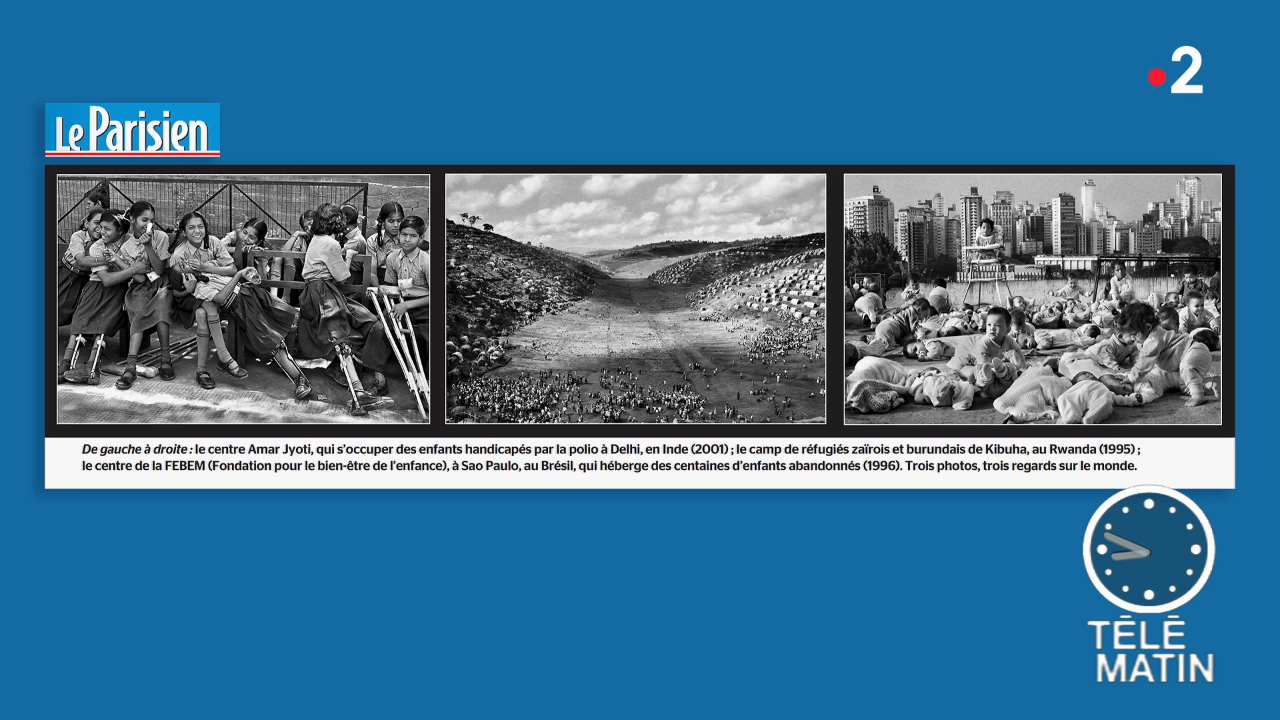 2
Le Parisien
De gauche à droite : le centre Amar Jyoti, qui s'occuper des enfants handicapés par la polio à Delhi, en Inde (2001) ; le camp de réfugiés zaïrois et burundais de Kibuha, au Rwanda (1995) ;
le centre de la FEBEM (Fondation pour le bien-être de l'enfance), à Sao Paulo, au Brésil, qui héberge des centaines d'enfants abandonnés (1996). Trois photos, trois regards sur le monde.
TÉLÉ
MATIN